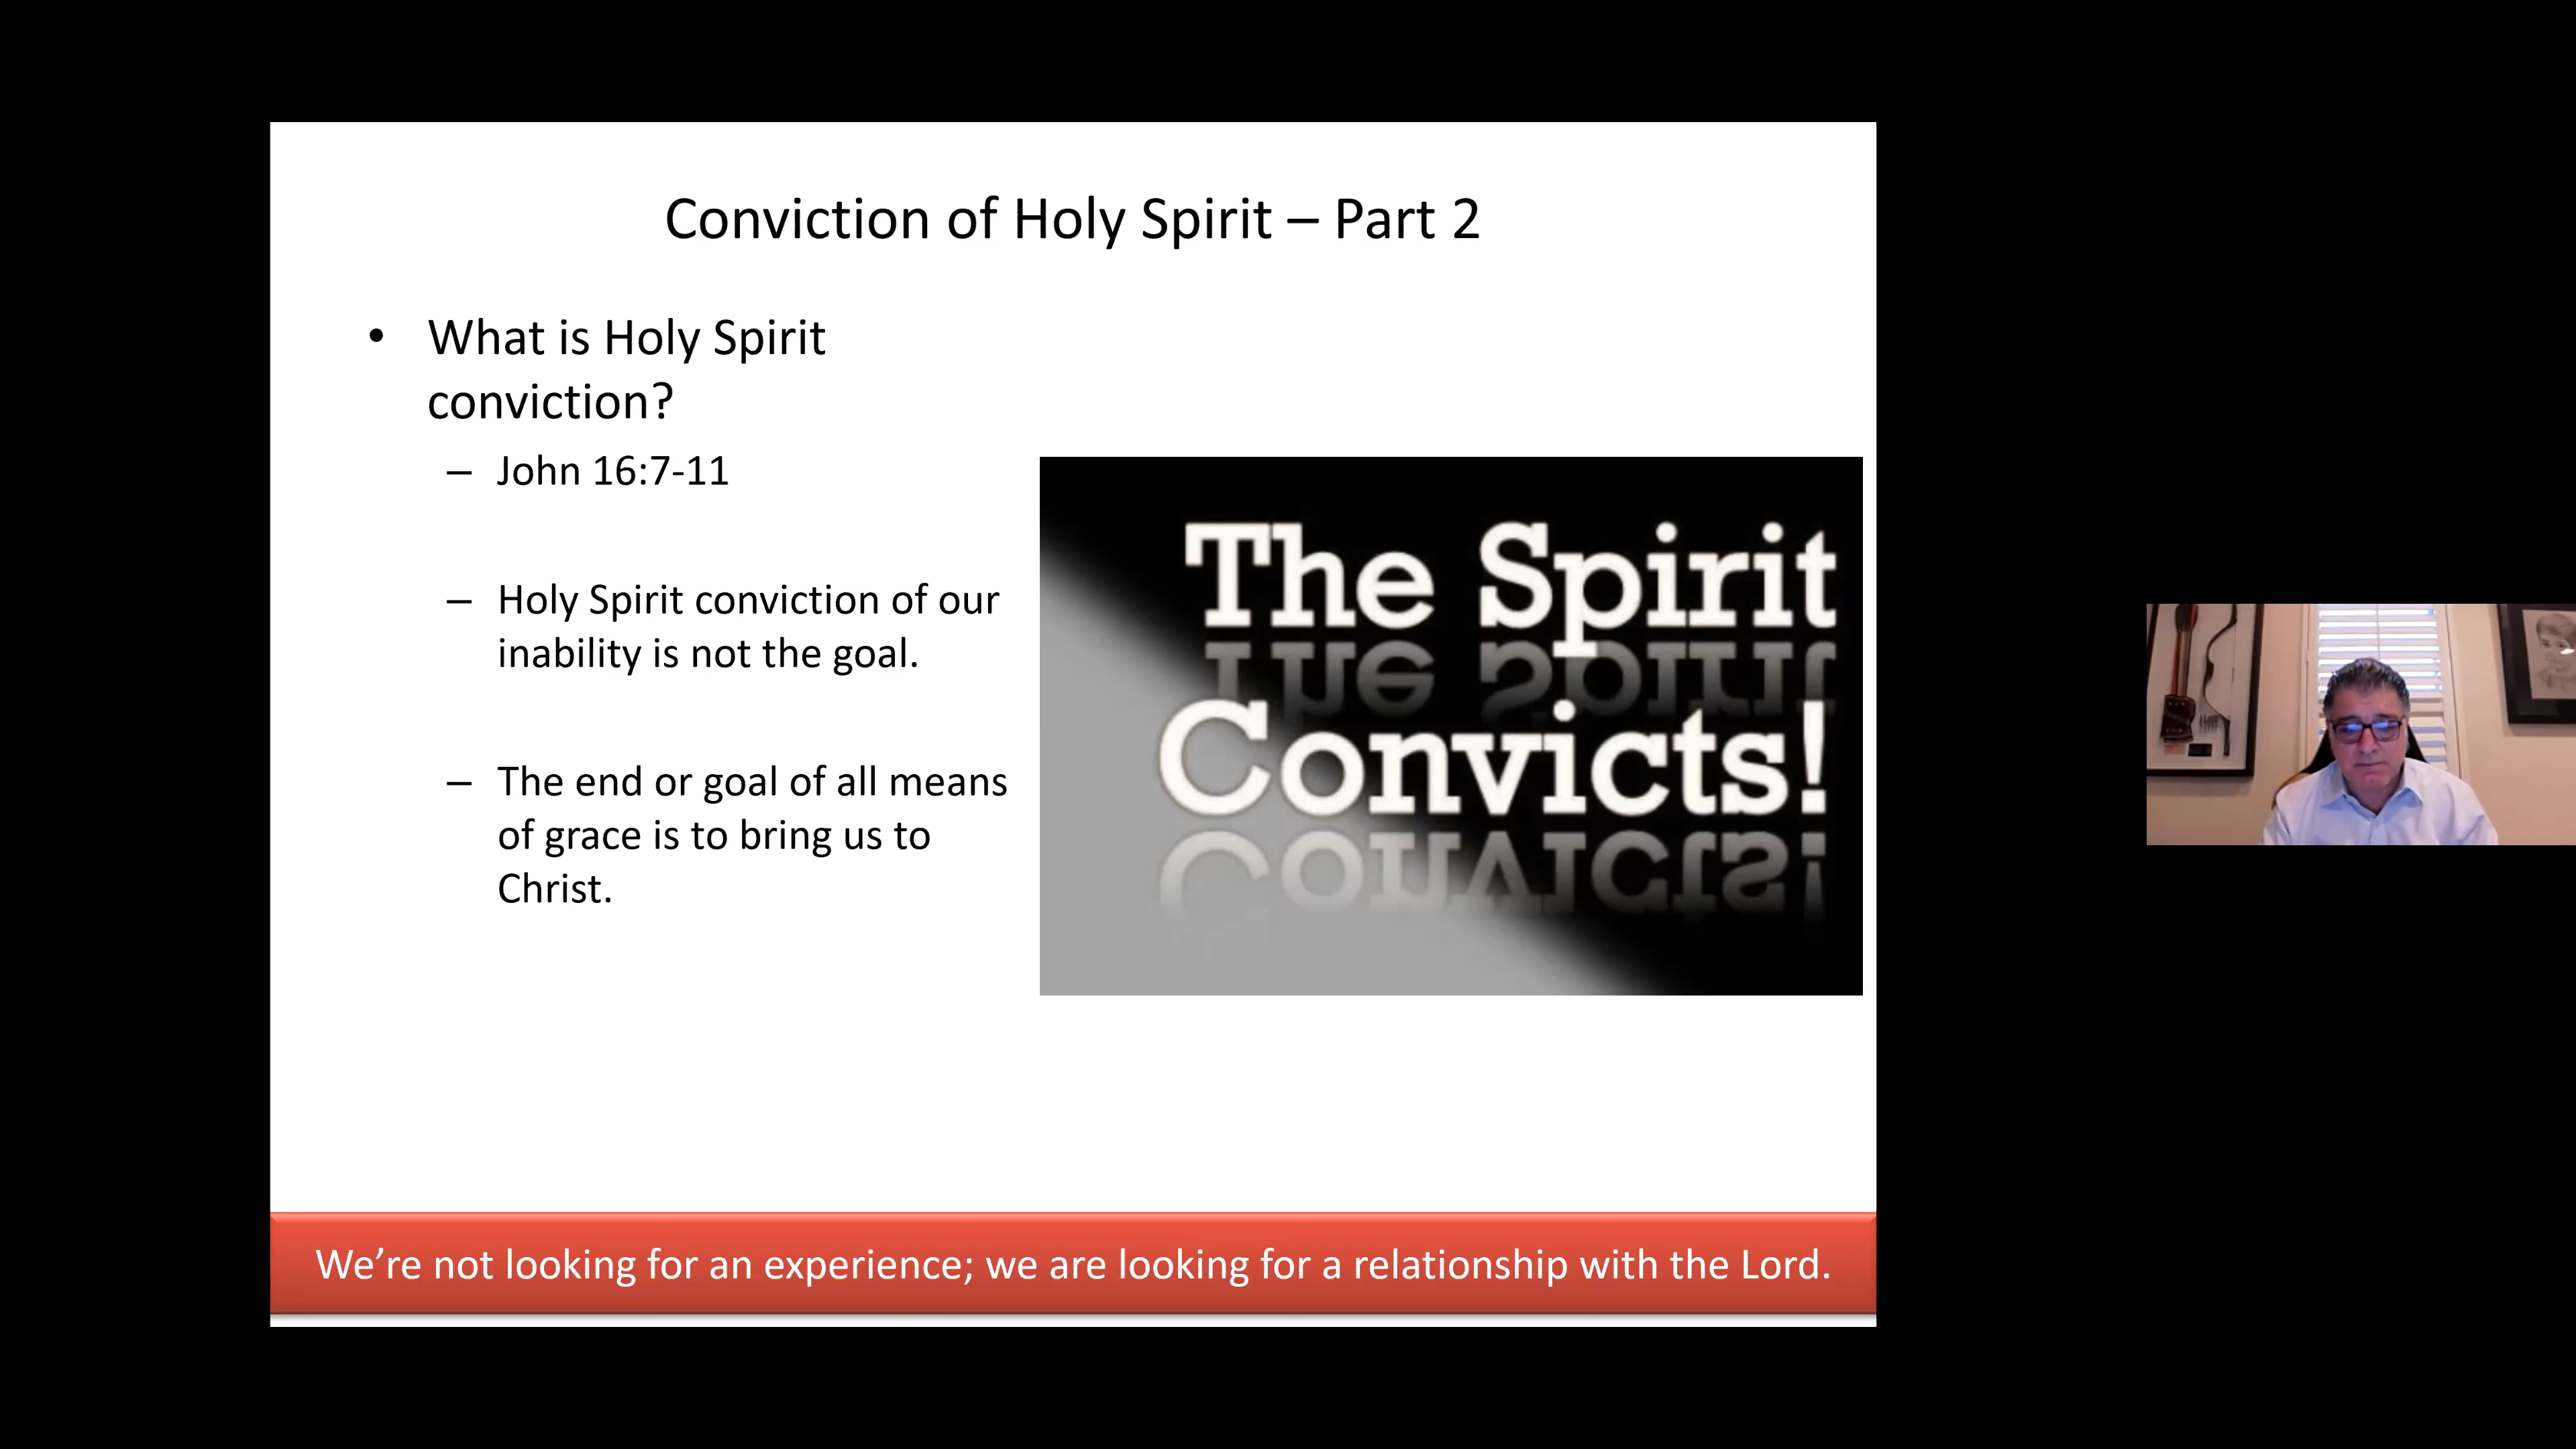 Conviction of Holy Spirit – Part 2
• What is Holy Spirit
conviction?
– John 16:7-11
– Holy Spirit conviction of our
inability is not the goal.
– The end or goal of all means
of grace is to bring us to
Christ.
The Spirit
Convicts!
We’re not looking for an experience; we are looking for a relationship with the Lord.